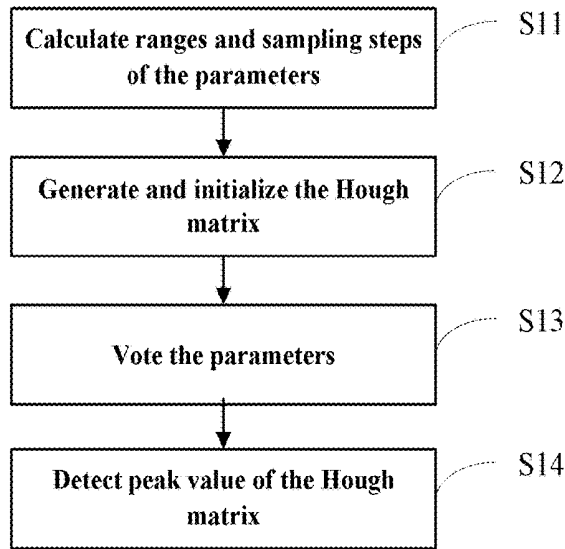 Calculate ranges and sampling steps
of the parameters
S11
Generate and initialize the Hough
matrix
S12
Vote the parameters
S13
Detect peak value of the Hough
matrix
S14